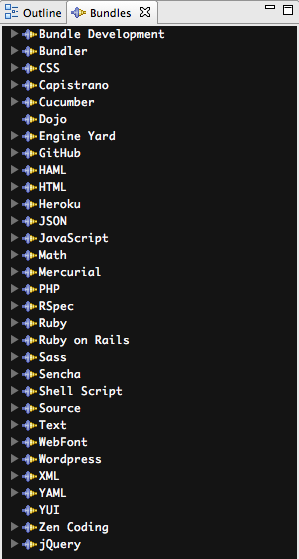 Outline Bundles
Bundle Development
Bundler
CSS
Capistrano
Cucumber
Dojo
Engine Yard
GitHub
HAML
HTML
Heroku
JSON
JavaScript
Math
Mercurial
PHP
RSpec
Ruby
Ruby on Rails
Sass
Sencha
Shell Script
Source
Text
WebFont
Wordpress
XML
YAML
YUI
Zen Coding
jQuery